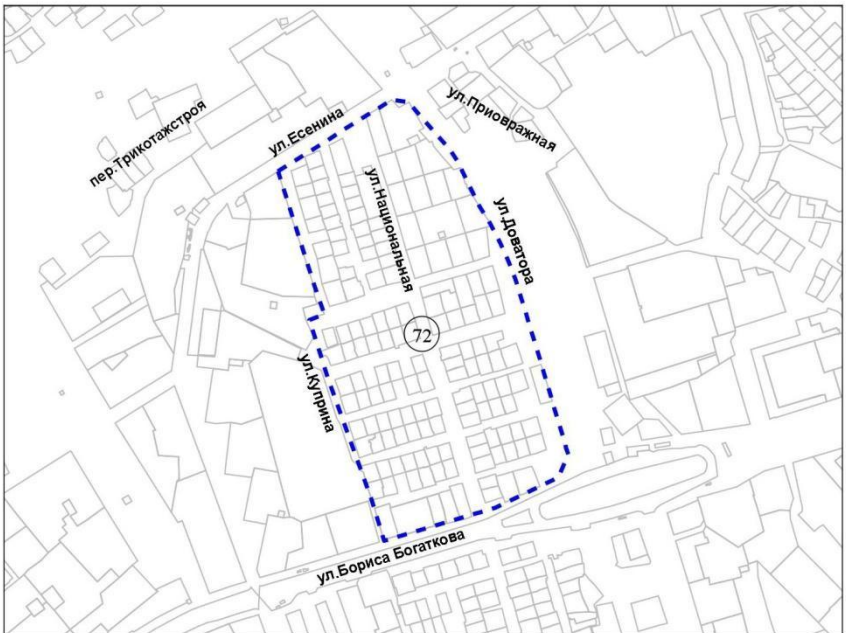 ул.Приовражная
пер.Трикотажстроя
ул.Есенина
ул.Национальная
ул.Доватора
72
ул.Куприна
ул.Бориса Богаткова